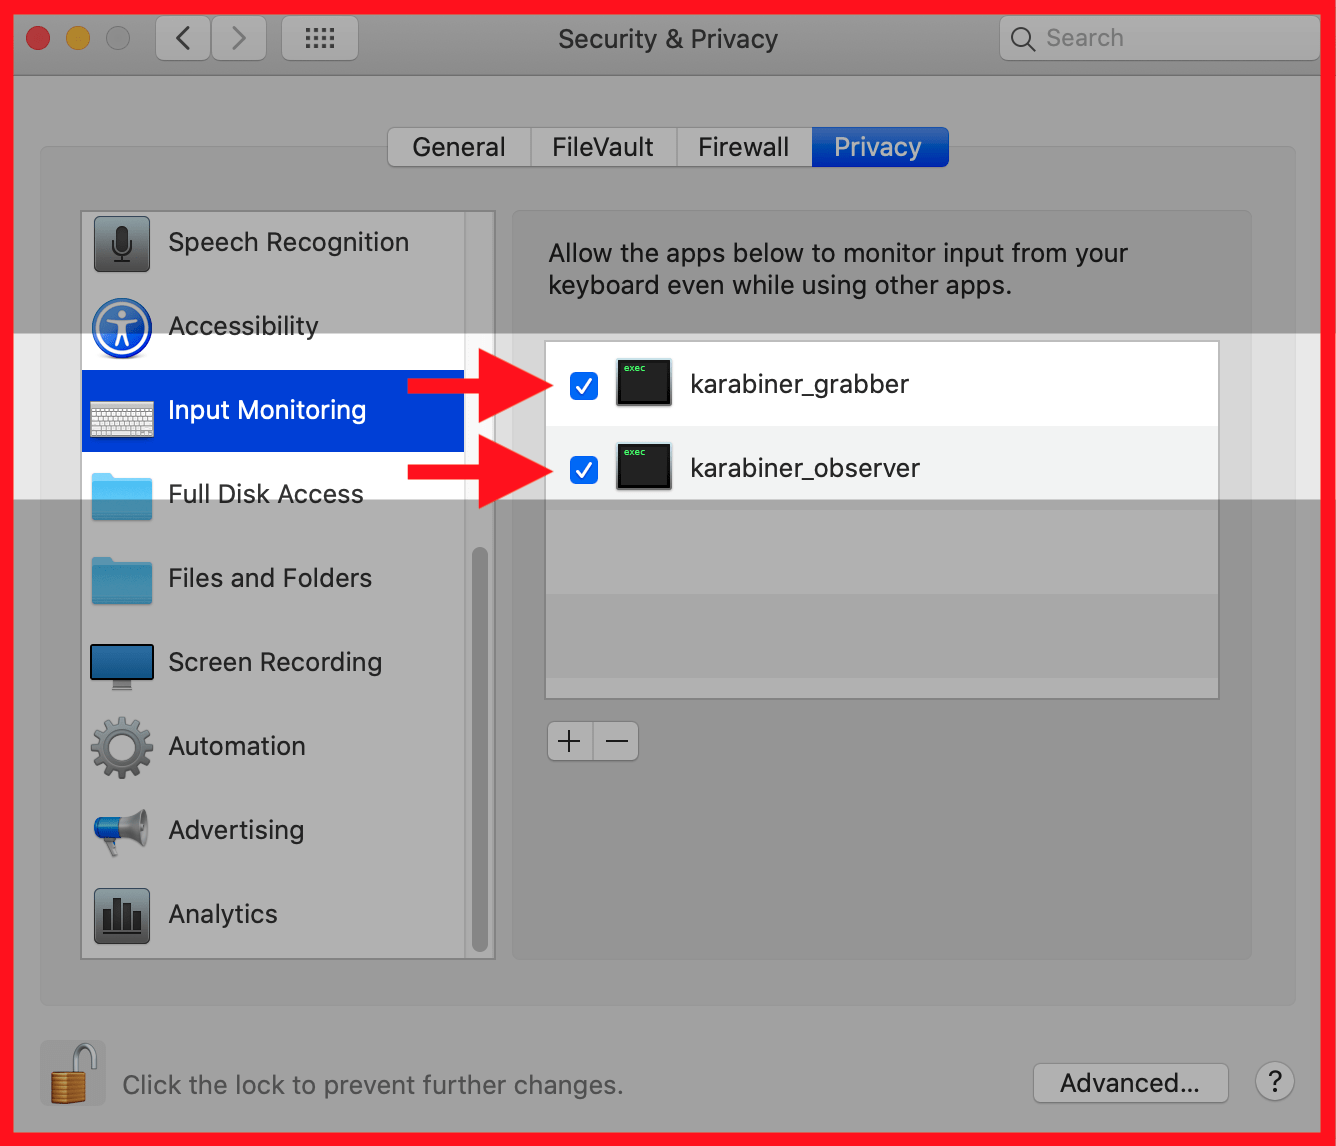 Security & Privacy
Search
General
FileVault
Firewall
Privacy
Speech Recognition
Accessibility
Input Monitoring
Full Disk Access
Files and Folders
Screen Recording
Automation
Advertising
Analytics
Allow the apps below to monitor input from your
keyboard even while using other apps.
exec
karabiner_grabber
exec
karabiner_observer
Click the lock to prevent further changes.
Advanced...
?